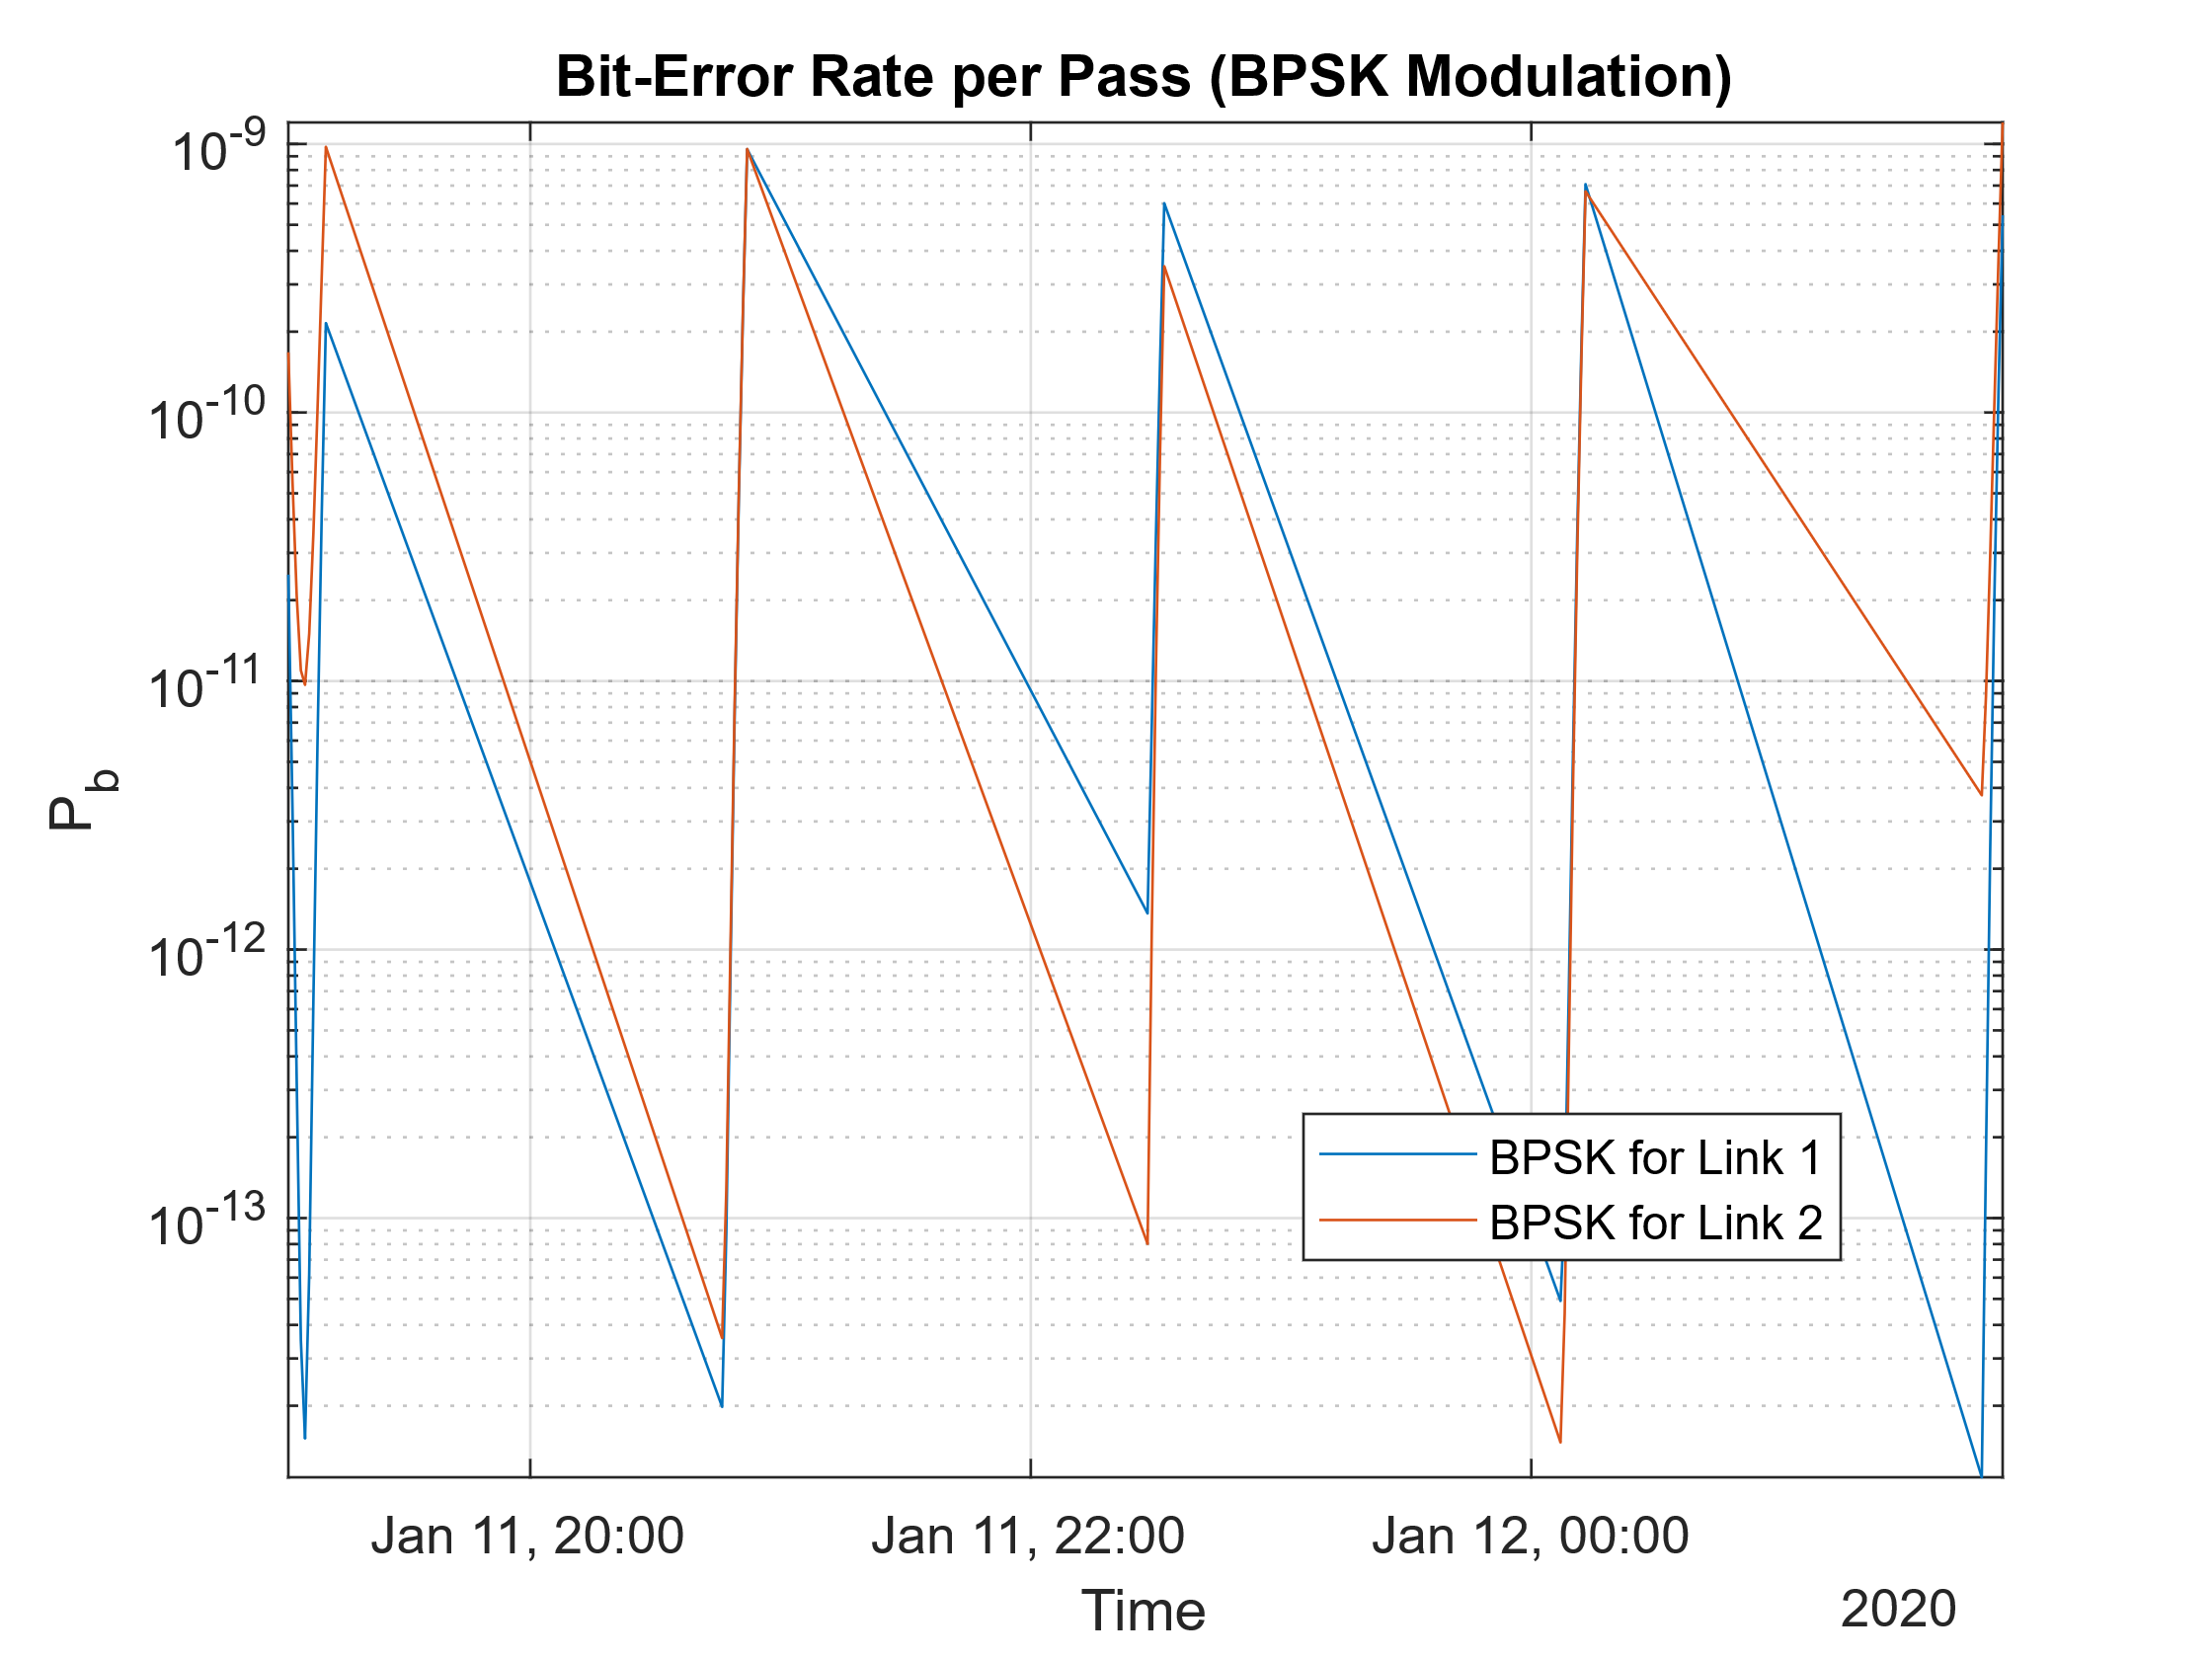 Bit-Error Rate per Pass (BPSK Modulation)
10^-9
10^-10
10^-11
10^-12
10^-13
P_b
BPSK for Link 1
BPSK for Link 2
Jan 11, 20:00 Jan 11, 22:00 Jan 12, 00:00
Time
2020